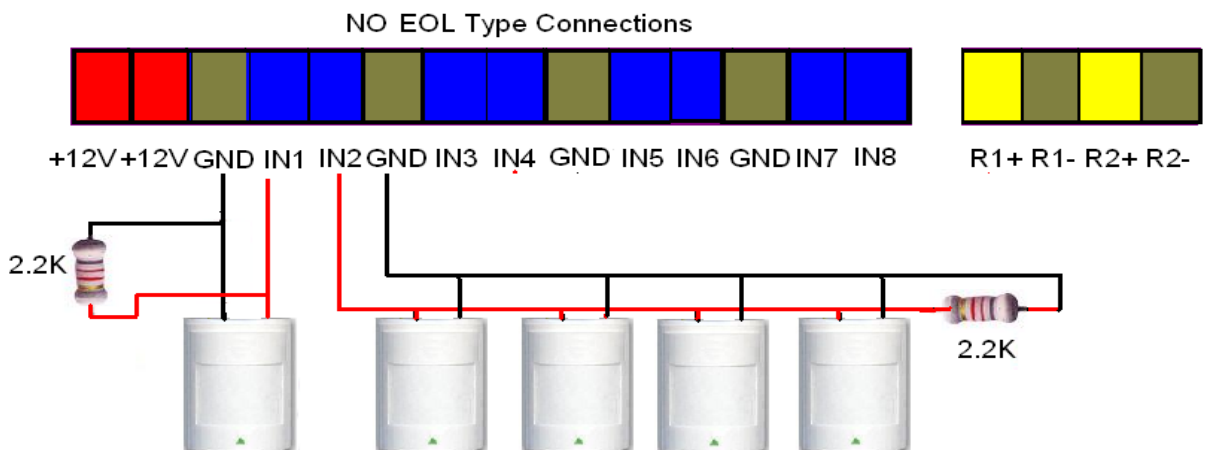 NO EOL Type Connections
+12V +12V GND IN1 IN2 GND IN3 IN4 GND IN5 IN6 GND IN7 IN8 R1+ R1- R2+ R2-
2.2K
2.2K